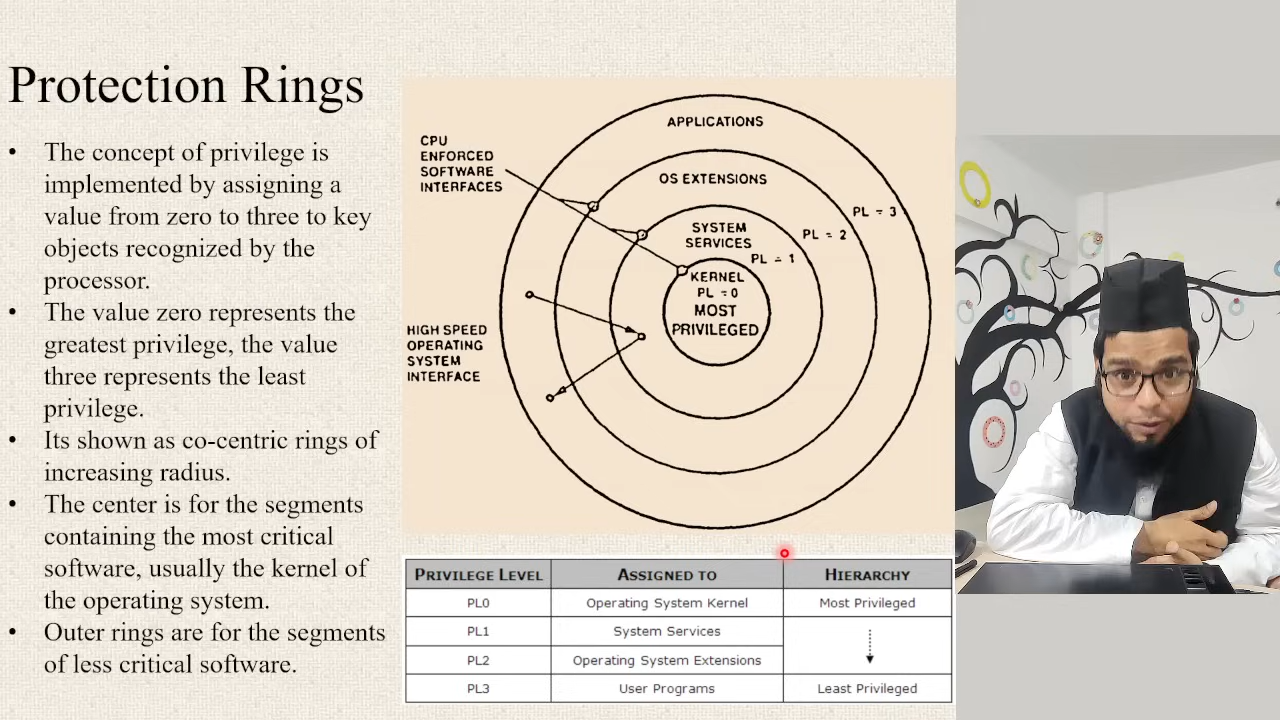 Protection Rings
• The concept of privilege is
implemented by assigning a
value from zero to three to key
objects recognized by the
processor.
• The value zero represents the
greatest privilege, the value
three represents the least
privilege.
• Its shown as co-centric rings of
increasing radius.
• The center is for the segments
containing the most critical
software, usually the kernel of
the operating system.
• Outer rings are for the segments
of less critical software.
CPU
ENFORCED
SOFTWARE
INTERFACES
HIGH SPEED
OPERATING
SYSTEM
INTERFACE
APPLICATIONS
OS EXTENSIONS
PL = 3
SYSTEM
SERVICES
PL = 2
PL = 1
KERNEL
PL = 0
MOST
PRIVILEGED
PRIVILEGE LEVEL ASSIGNED TO HIERARCHY
PL0 Operating System Kernel Most Privileged
PL1 System Services
PL2 Operating System Extensions
PL3 User Programs Least Privileged